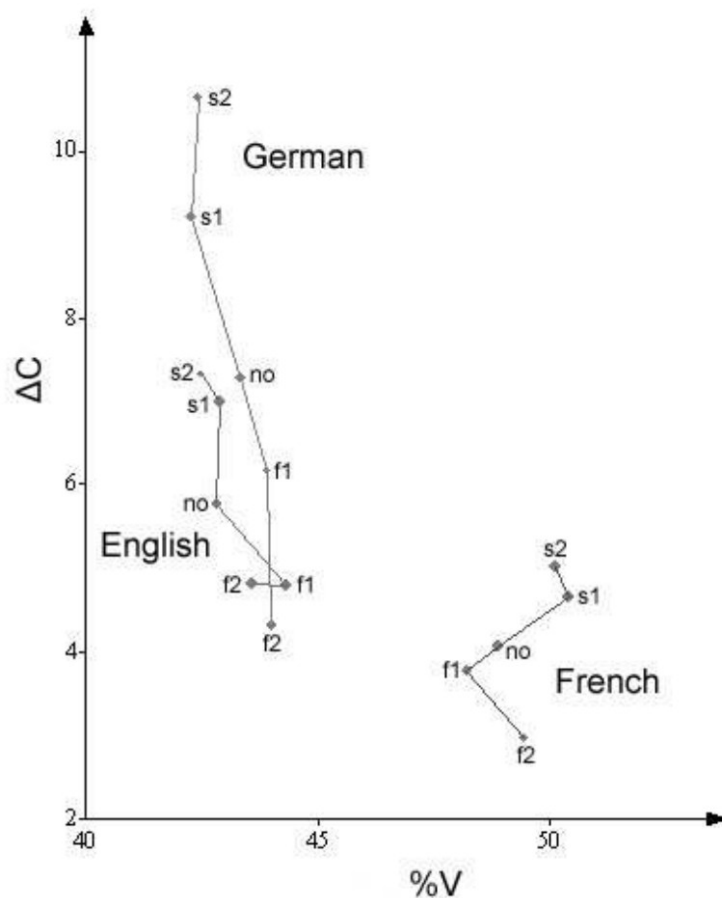 s2
10
German
s1
8
s2
no
s1
ΔC
f1
6
no
English
s2
f2
f1
s1
f2
no
4
f1
French
f2
2
40
45
50
%V